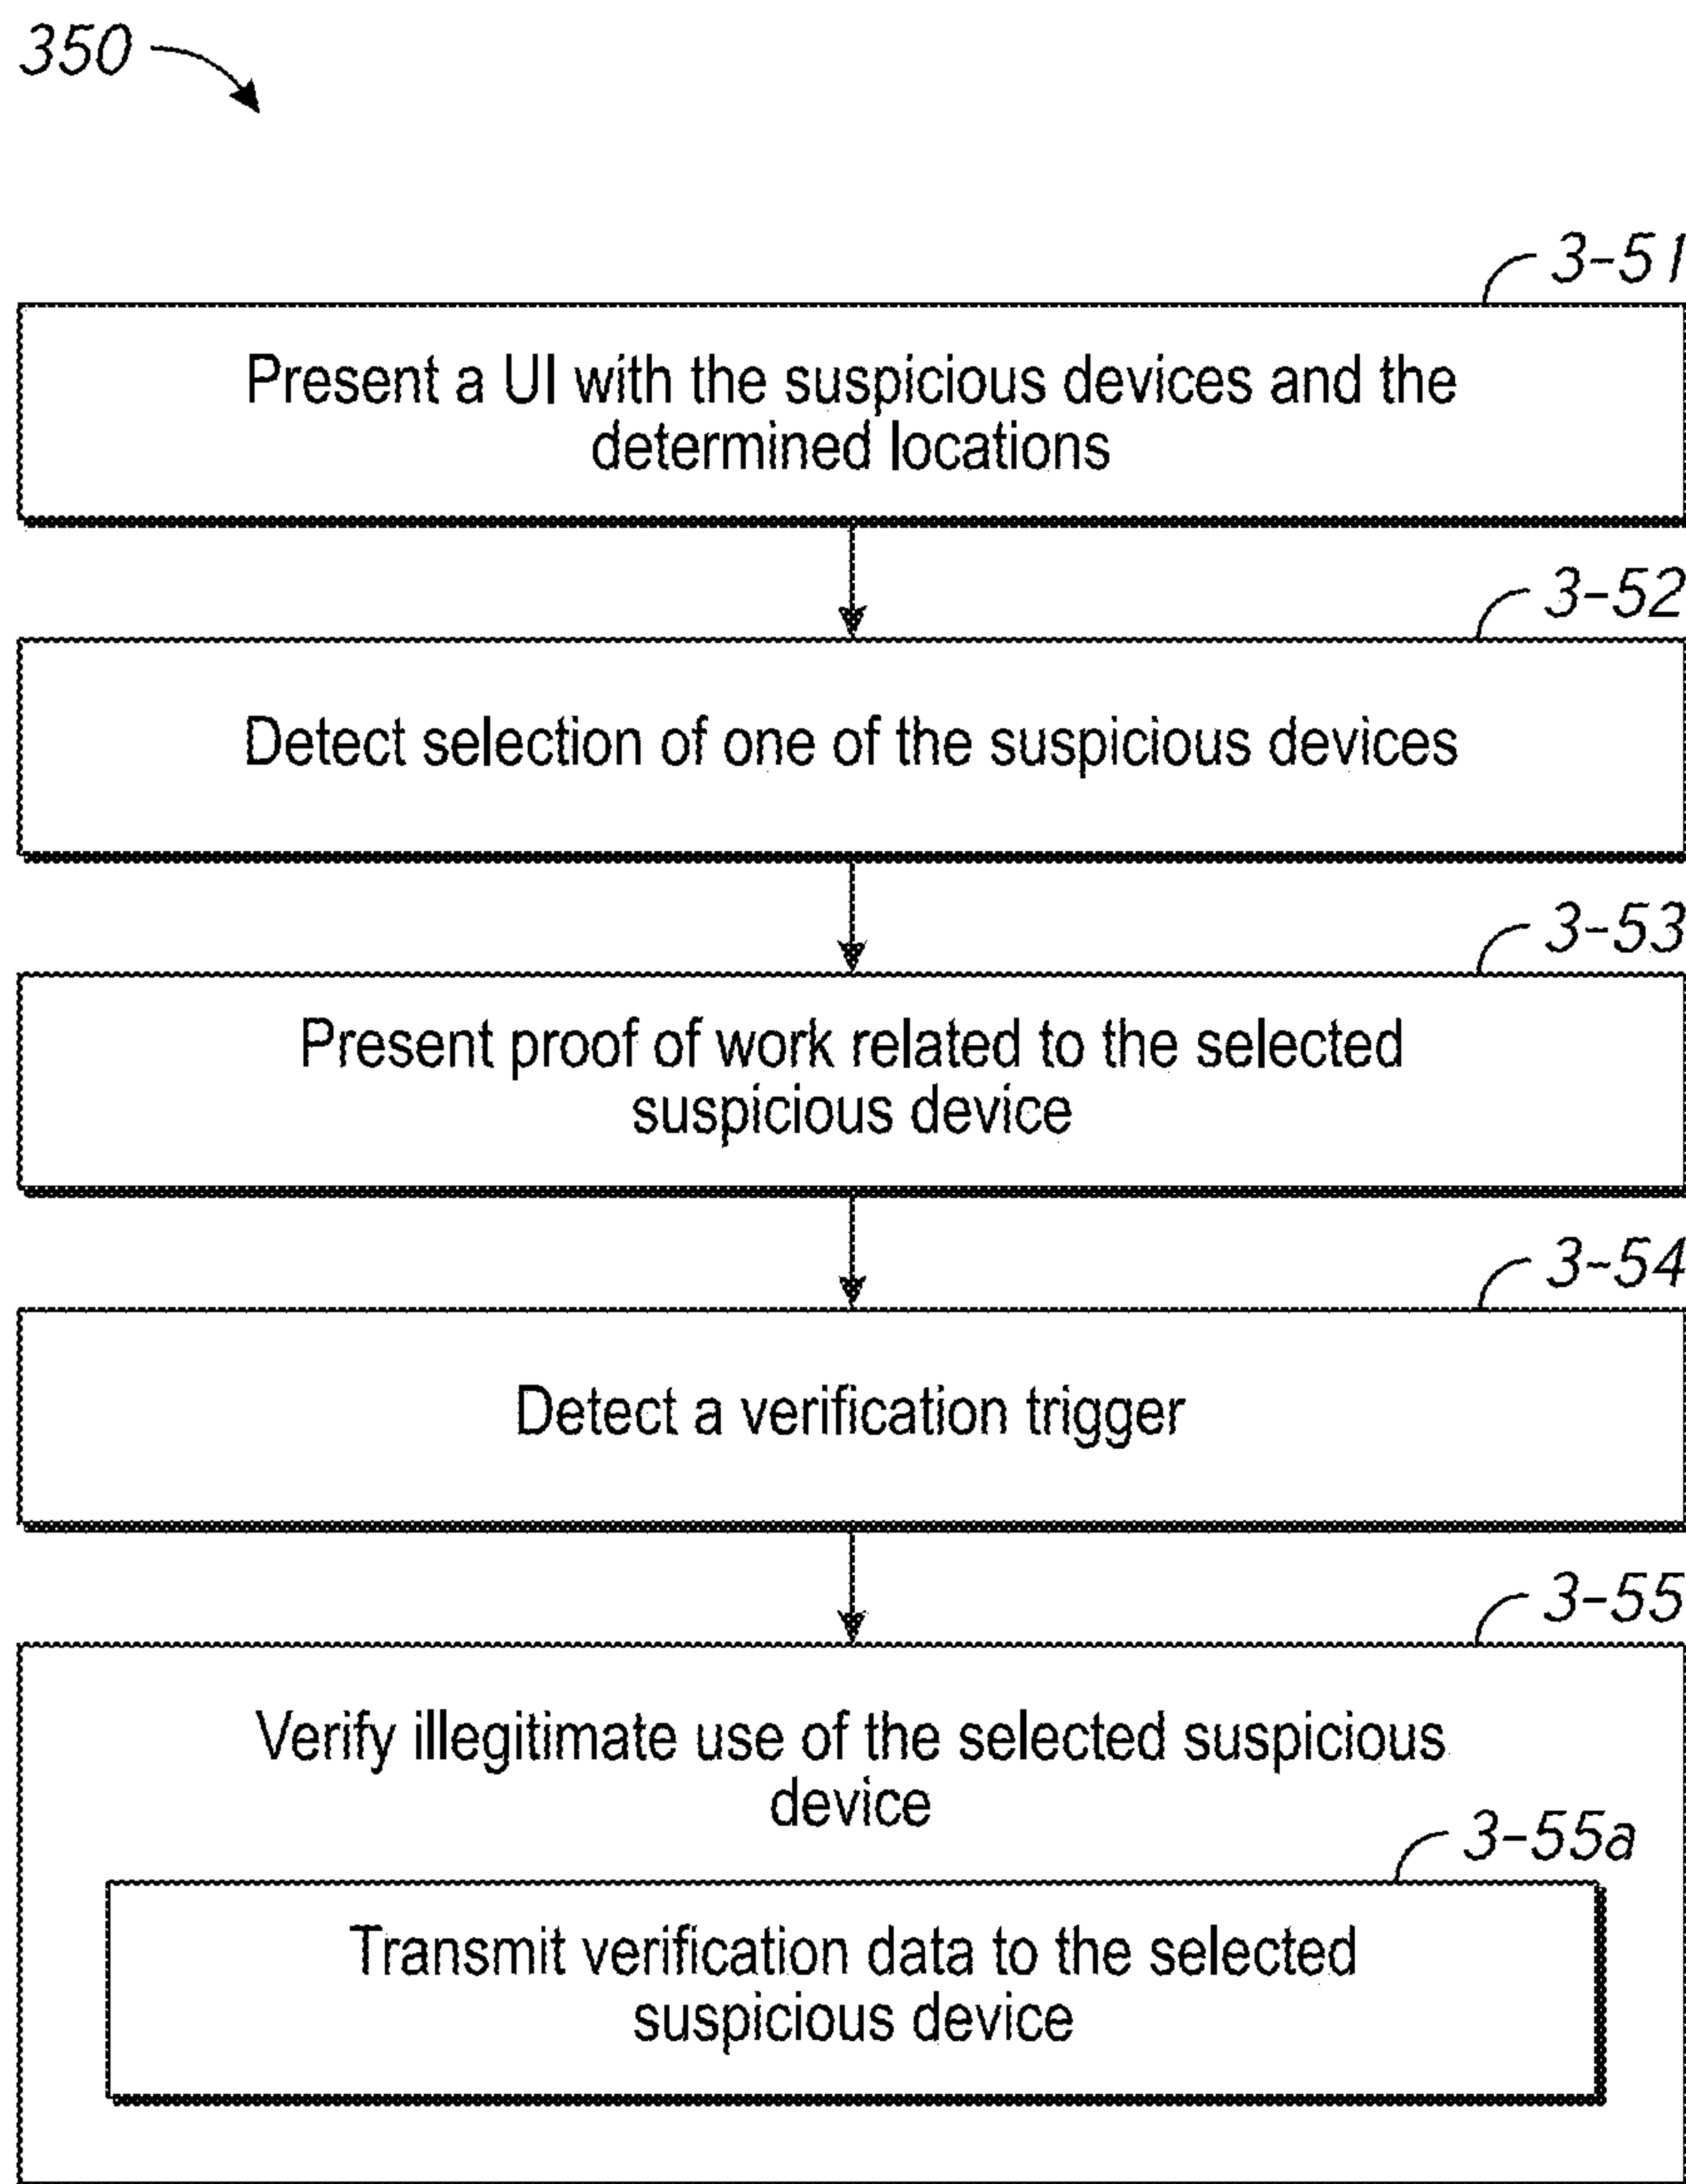 350
3-51
Present a UI with the suspicious devices and the
determined locations
3-52
Detect selection of one of the suspicious devices
3-53
Present proof of work related to the selected
suspicious device
3-54
Detect a verification trigger
3-55
Verify illegitimate use of the selected suspicious
device
3-55a
Transmit verification data to the selected
suspicious device